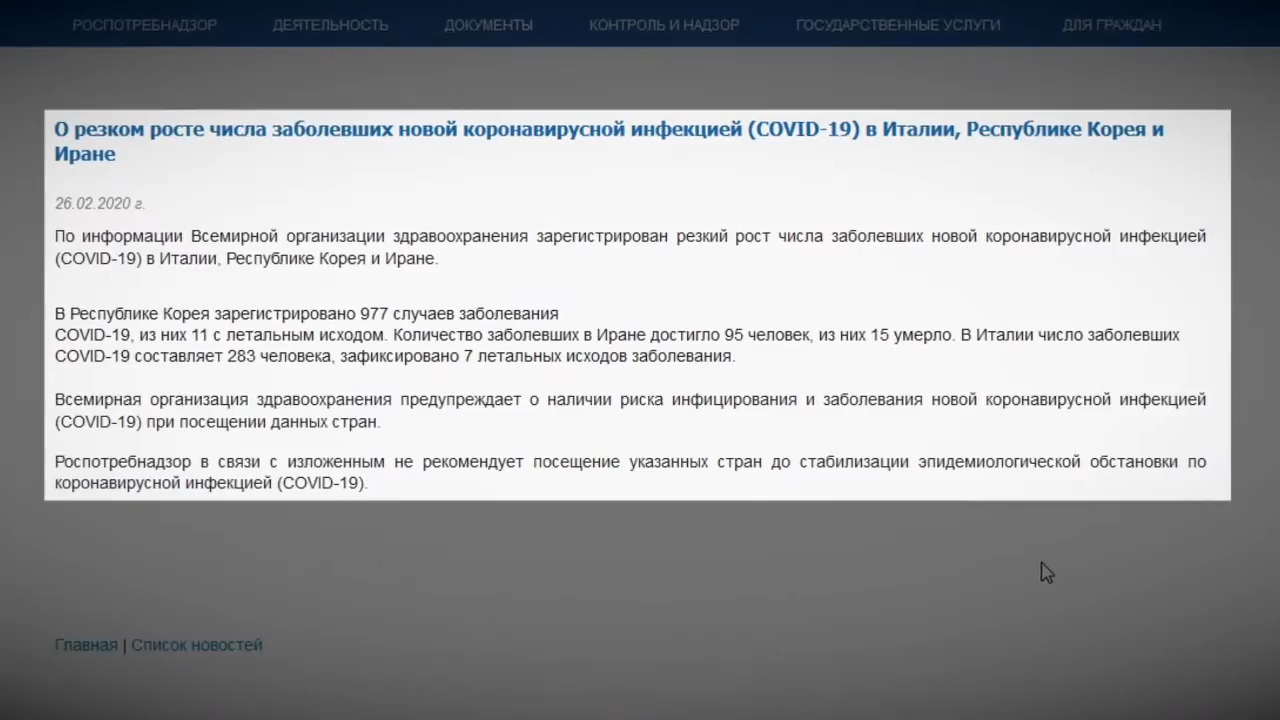 РОСПОТРЕБНАДЗОР ДЕЯТЕЛЬНОСТЬ ДОКУМЕНТЫ КОНТРОЛЬ И НАДЗОР ГОСУДАРСТВЕННЫЕ УСЛУГИ ДЛЯ ГРАЖДАН
О резком росте числа заболевших новой коронавирусной инфекцией (COVID-19) в Италии, Республике Корея и
Иране
26.02.2020 г.
По информации Всемирной организации здравоохранения зарегистрирован резкий рост числа заболевших новой коронавирусной инфекцией
(COVID-19) в Италии, Республике Корея и Иране.
В Республике Корея зарегистрировано 977 случаев заболевания
COVID-19, из них 11 с летальным исходом. Количество заболевших в Иране достигло 95 человек, из них 15 умерло. В Италии число заболевших
COVID-19 составляет 283 человека, зафиксировано 7 летальных исходов заболевания.
Всемирная организация здравоохранения предупреждает о наличии риска инфицирования и заболевания новой коронавирусной инфекцией
(COVID-19) при посещении данных стран.
Роспотребнадзор в связи с изложенным не рекомендует посещение указанных стран до стабилизации эпидемиологической обстановки по
коронавирусной инфекцией (COVID-19).
Главная | Список новостей